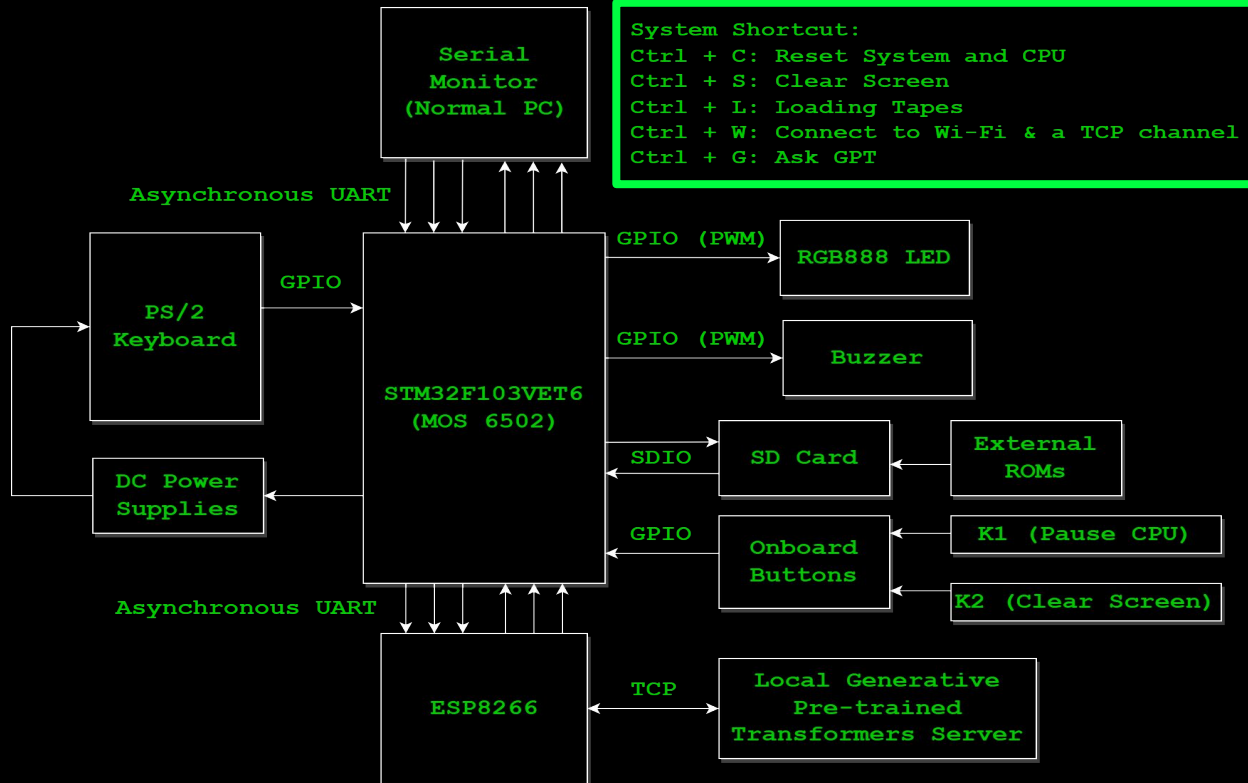 Serial
Monitor
(Normal PC)
System Shortcut:
Ctrl + C: Reset System and CPU
Ctrl + S: Clear Screen
Ctrl + L: Loading Tapes
Ctrl + W: Connect to Wi-Fi & a TCP channel
Ctrl + G: Ask GPT
Asynchronous UART
PS/2
Keyboard
GPIO
STM32F103VET6
(MOS 6502)
GPIO (PWM)
RGB888 LED
GPIO (PWM)
Buzzer
SDIO
SD Card
External
ROMs
DC Power
Supplies
GPIO
Onboard
Buttons
K1 (Pause CPU)
K2 (Clear Screen)
Asynchronous UART
ESP8266
TCP
Local Generative
Pre-trained
Transformers Server